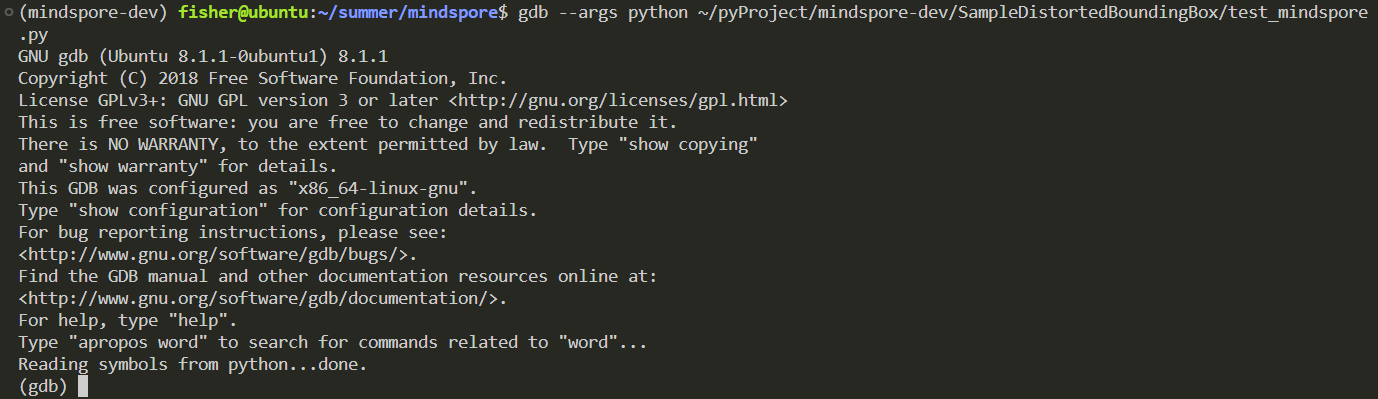 (mindspore-dev) fisher@ubuntu:~/summer/mindspore$ gdb --args python ~/pyProject/mindspore-dev/SampleDistortedBoundingBox/test_mindspore
.py
GNU gdb (Ubuntu 8.1.1-0ubuntu1) 8.1.1
Copyright (C) 2018 Free Software Foundation, Inc.
License GPLv3+: GNU GPL version 3 or later <http://gnu.org/licenses/gpl.html>
This is free software: you are free to change and redistribute it.
There is NO WARRANTY, to the extent permitted by law.  Type "show copying"
and "show warranty" for details.
This GDB was configured as "x86_64-linux-gnu".
Type "show configuration" for configuration details.
For bug reporting instructions, please see:
<http://www.gnu.org/software/gdb/bugs/>.
Find the GDB manual and other documentation resources online at:
<http://www.gnu.org/software/gdb/documentation/>.
For help, type "help".
Type "apropos word" to search for commands related to "word"...
Reading symbols from python...done.
(gdb)